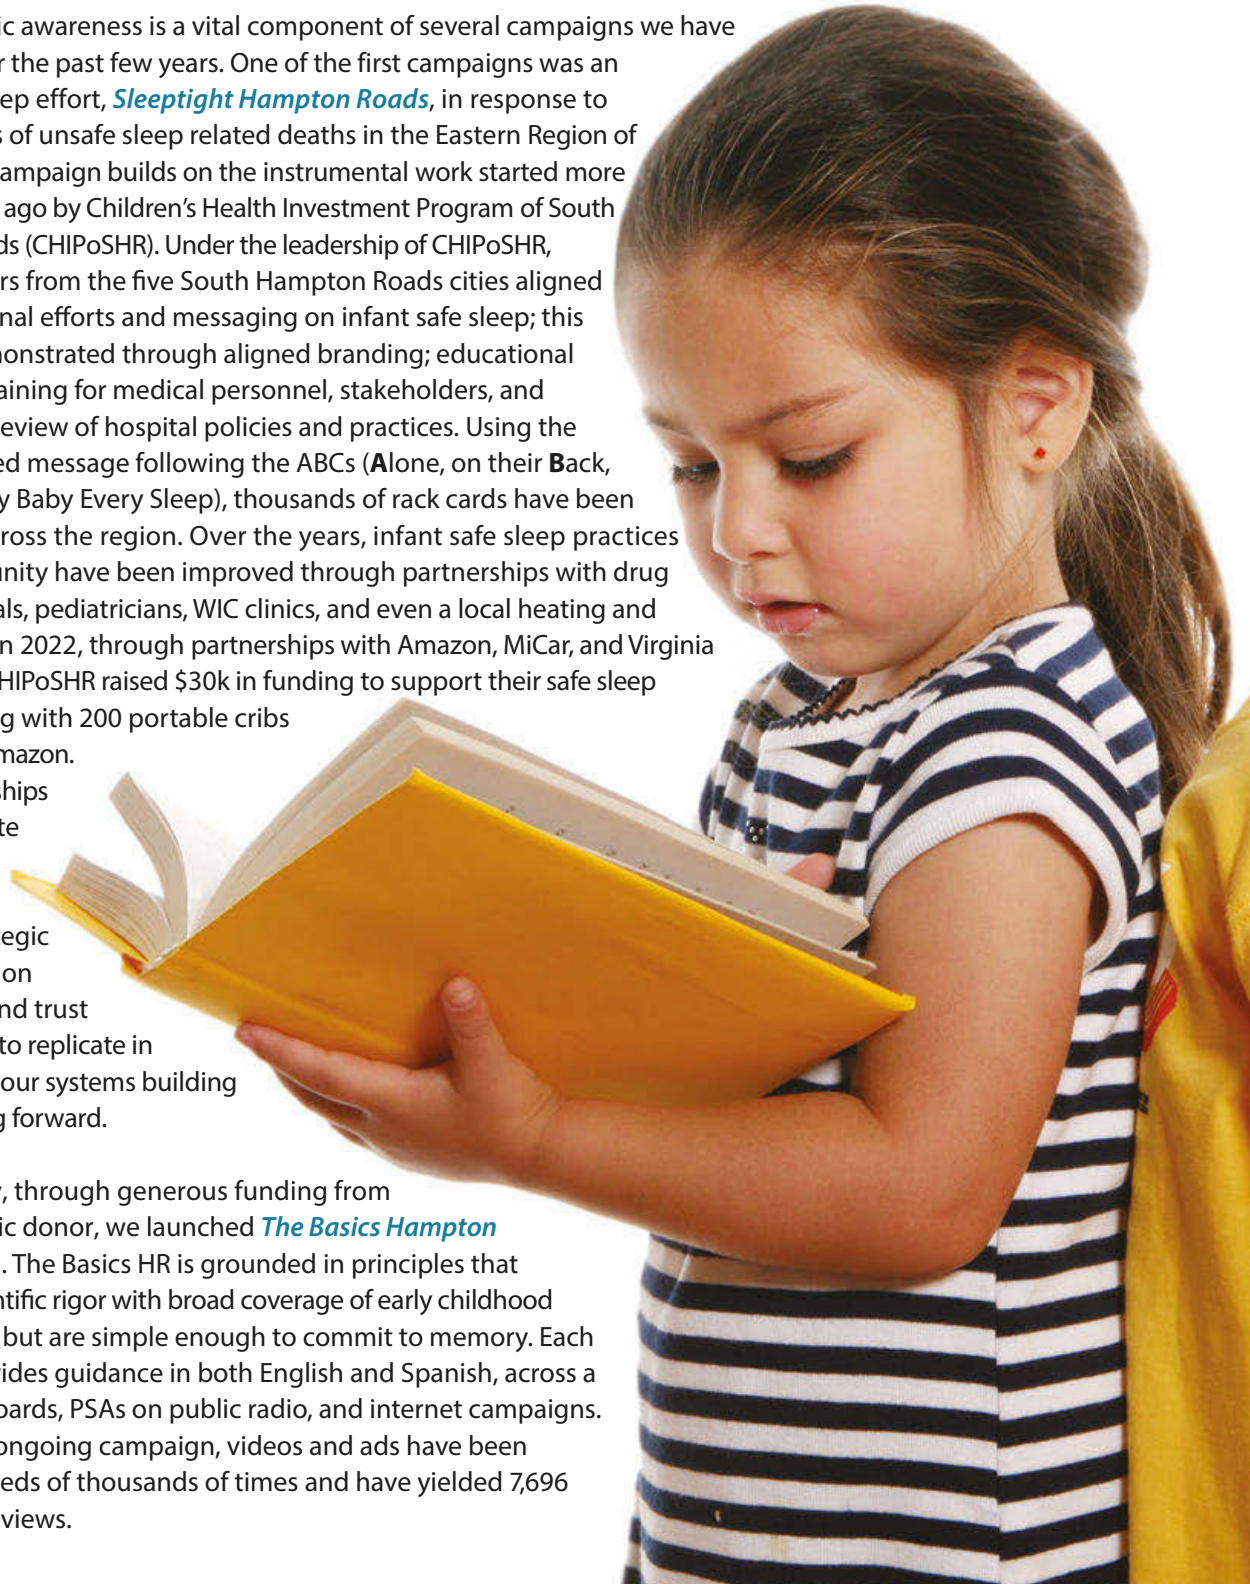 ic awareness is a vital component of several campaigns we have
r the past few years. One of the first campaigns was an
ep effort, Sleeptight Hampton Roads, in response to
s of unsafe sleep related deaths in the Eastern Region of
ampaign builds on the instrumental work started more
ago by Children’s Health Investment Program of South
ds (CHIPoSHR). Under the leadership of CHIPoSHR,
rs from the five South Hampton Roads cities aligned
nal efforts and messaging on infant safe sleep; this
nonstrated through aligned branding; educational
aining for medical personnel, stakeholders, and
eview of hospital policies and practices. Using the
ed message following the ABCs (Alone, on their Back,
y Baby Every Sleep), thousands of rack cards have been
ross the region. Over the years, infant safe sleep practices
unity have been improved through partnerships with drug
als, pediatricians, WIC clinics, and even a local heating and
n 2022, through partnerships with Amazon, MiCar, and Virginia
HIPoSHR raised $30k in funding to support their safe sleep
g with 200 portable cribs
mazon.
ships
te
tegic
on
nd trust
to replicate in
our systems building
g forward.
y, through generous funding from
ic donor, we launched The Basics Hampton
. The Basics HR is grounded in principles that
ntific rigor with broad coverage of early childhood
but are simple enough to commit to memory. Each
vides guidance in both English and Spanish, across a
oards, PSAs on public radio, and internet campaigns.
ongoing campaign, videos and ads have been
eds of thousands of times and have yielded 7,696
views.